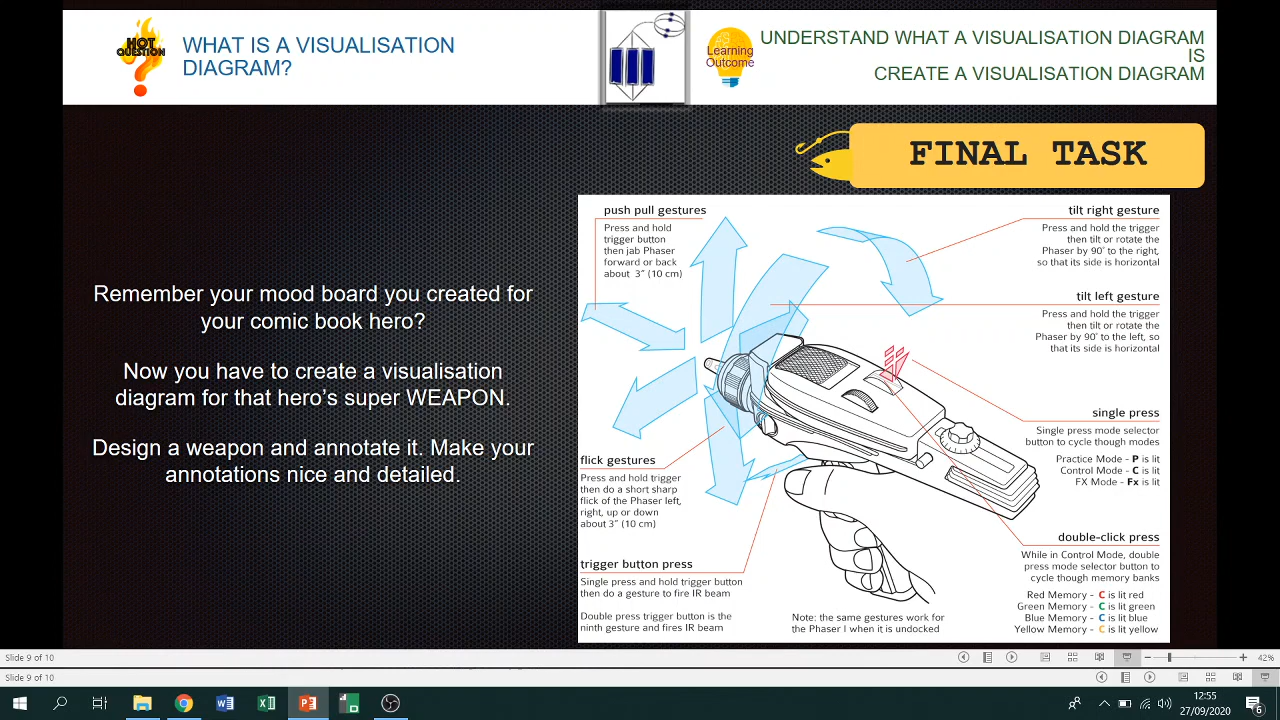 HOT
QUESTION
WHAT IS A VISUALISATION
DIAGRAM?
Learning
Outcome
UNDERSTAND WHAT A VISUALISATION DIAGRAM
IS
CREATE A VISUALISATION DIAGRAM
FINAL TASK
Remember your mood board you created for
your comic book hero?
Now you have to create a visualisation
diagram for that hero's super WEAPON.
Design a weapon and annotate it. Make your
annotations nice and detailed.
push pull gestures
Press and hold
trigger button
then jab Phaser
forward or back
about 3" (10 cm)
tilt right gesture
Press and hold the trigger
then tilt or rotate the
Phaser by 90° to the right,
so that its side is horizontal
tilt left gesture
Press and hold the trigger
then tilt or rotate the
Phaser by 90° to the left, so
that its side is horizontal
single press
Single press mode selector
button to cycle though modes
Practice Mode - P is lit
Control Mode - C is lit
FX Mode - Fx is lit
flick gestures
Press and hold trigger
then do a short sharp
flick of the Phaser left,
right, up or down
about 3" (10 cm)
trigger button press
Single press and hold trigger button
then do a gesture to fire IR beam
Double press trigger button is the
ninth gesture and fires IR beam
Note: the same gestures work for
the Phaser I when it is undocked
double-click press
While in Control Mode, double
press mode selector button to
cycle though memory banks
Red Memory - C is lit red
Green Memory - C is lit green
Blue Memory - C is lit blue
Yellow Memory - C is lit yellow
Slide 9 of 10
42%
Slide 9 of 10
12:55
27/09/2020
6